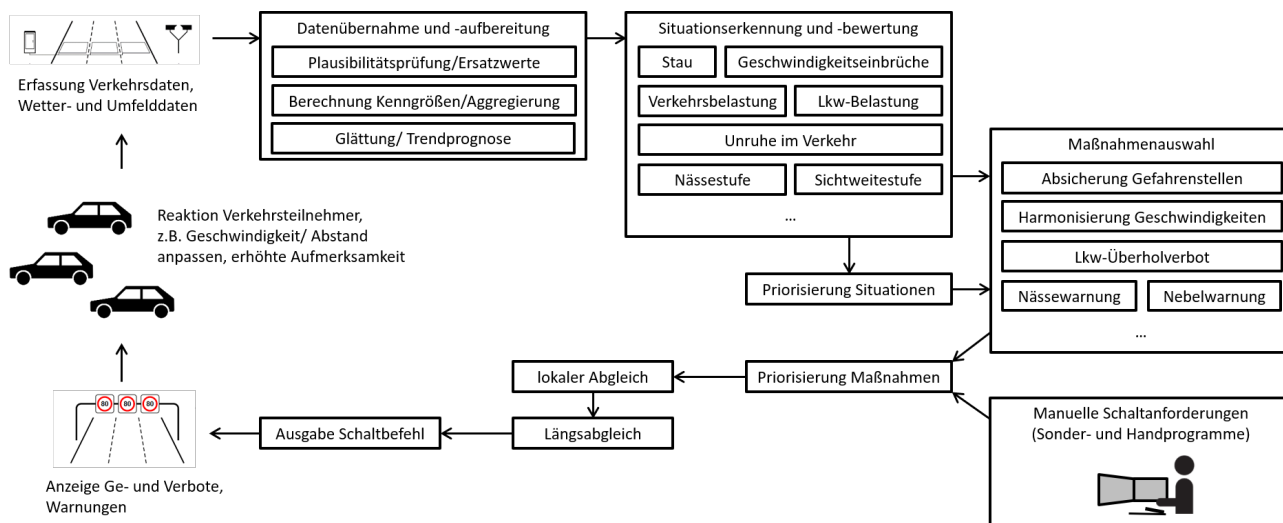 Datenübernahme und -aufbereitung
Plausibilitätsprüfung/Ersatzwerte
Berechnung Kenngrößen/Aggregierung
Glättung/ Trendprognose
Situationserkennung und -bewertung
Stau
Geschwindigkeitseinbrüche
Verkehrsbelastung
Lkw-Belastung
Unruhe im Verkehr
Nässestufe
Sichtweitestufe
...
Erfassung Verkehrsdaten,
Wetter- und Umfelddaten
Maßnahmenauswahl
Absicherung Gefahrenstellen
Harmonisierung Geschwindigkeiten
Lkw-Überholverbot
Nässewarnung
Nebelwarnung
...
Reaktion Verkehrsteilnehmer,
z.B. Geschwindigkeit/ Abstand
anpassen, erhöhte Aufmerksamkeit
Priorisierung Situationen
Priorisierung Maßnahmen
lokaler Abgleich
Längsabgleich
Ausgabe Schaltbefehl
Manuelle Schaltanforderungen
(Sonder- und Handprogramme)
80 80 80
Anzeige Ge- und Verbote,
Warnungen